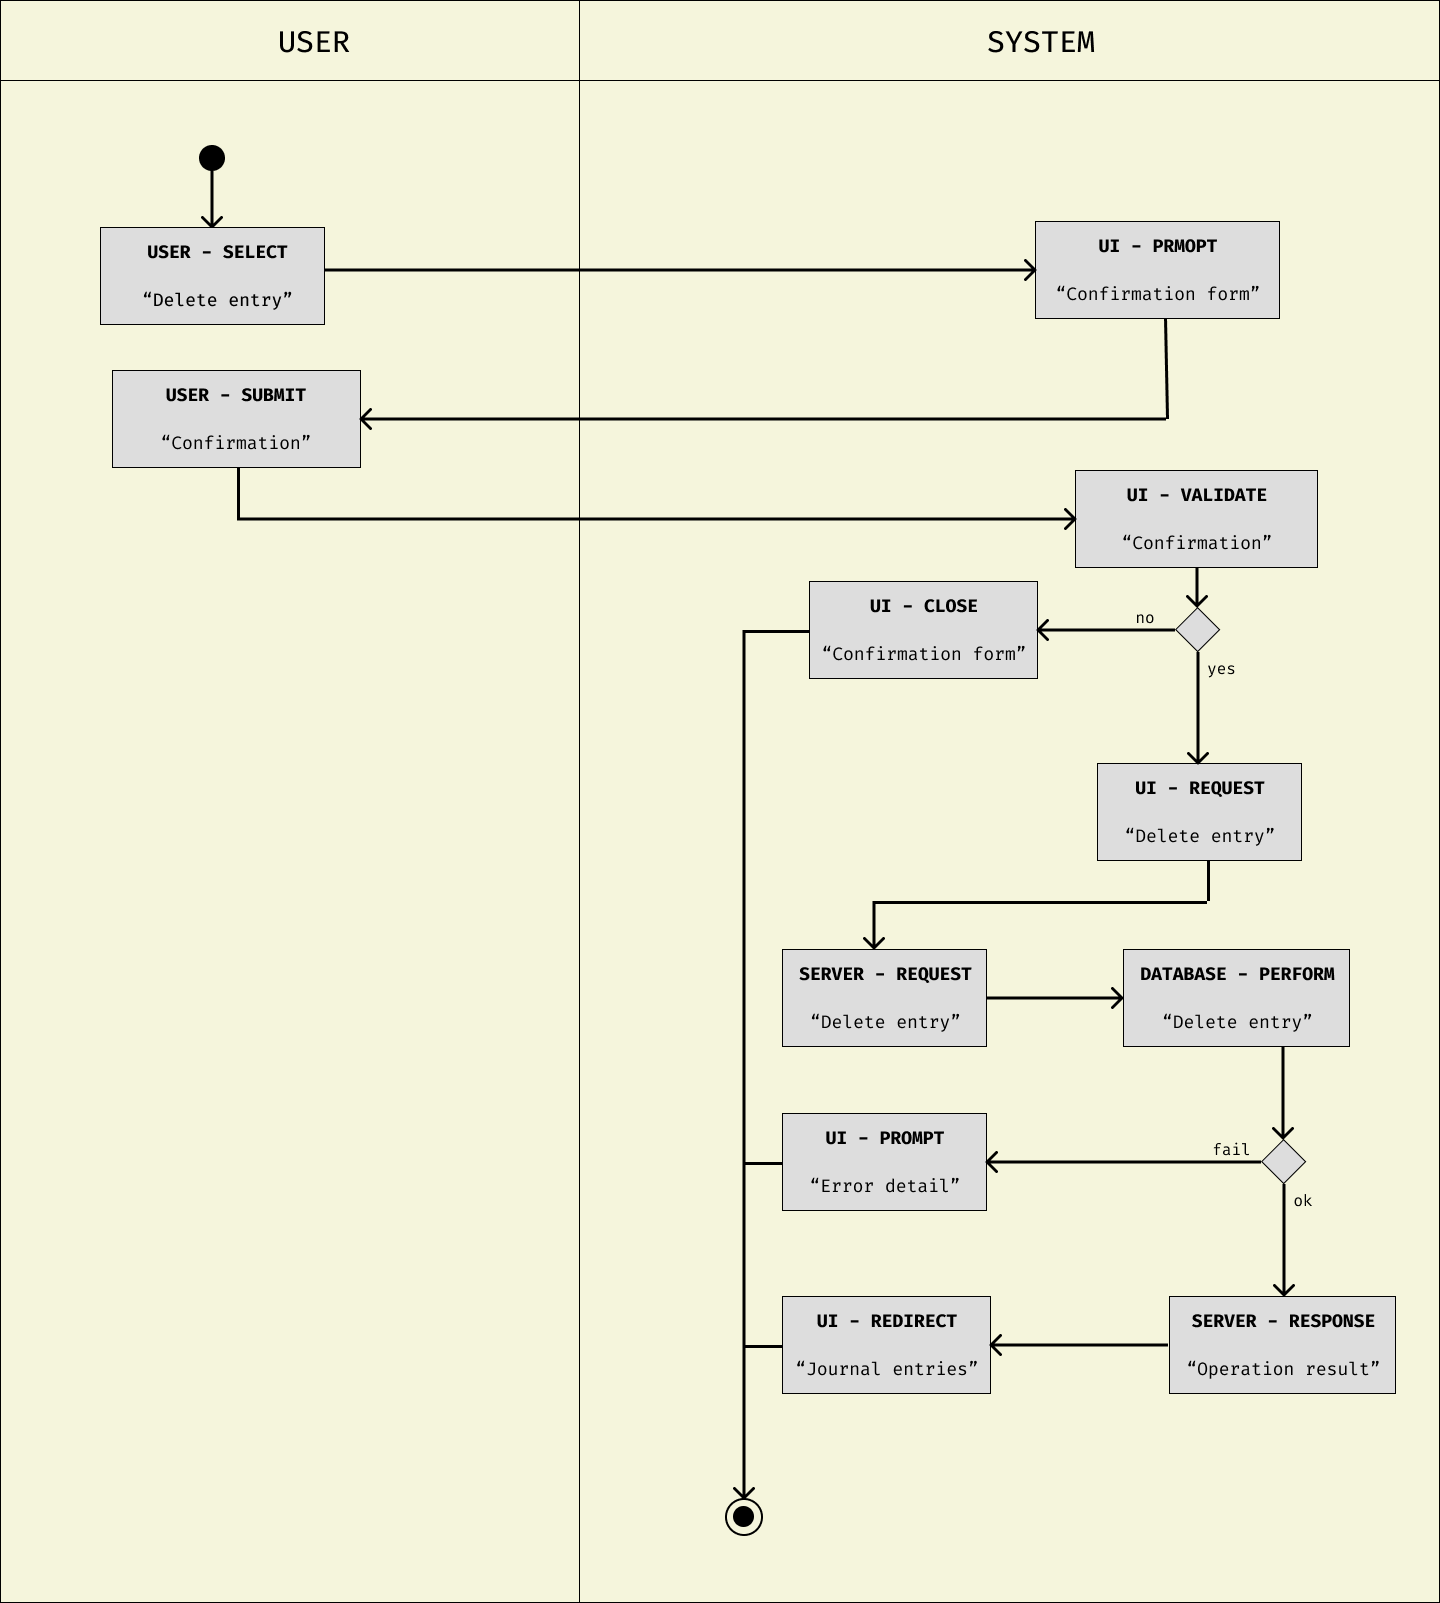 USER
SYSTEM
USER – SELECT
“Delete entry”
UI – PRMOPT
“Confirmation form”
USER – SUBMIT
“Confirmation”
UI – VALIDATE
“Confirmation”
UI – CLOSE
“Confirmation form”
no
yes
UI – REQUEST
“Delete entry”
SERVER – REQUEST
“Delete entry”
DATABASE – PERFORM
“Delete entry”
UI – PROMPT
“Error detail”
fail
ok
UI – REDIRECT
“Journal entries”
SERVER – RESPONSE
“Operation result”